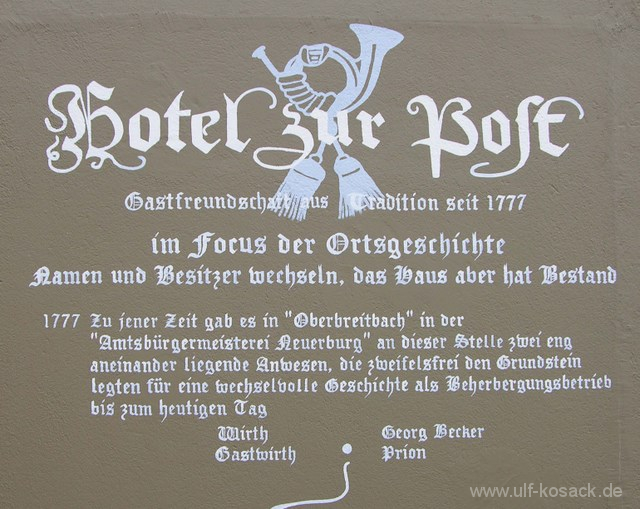 Hotel zur Post
Gastfreundschaft aus Tradition seit 1777
im Focus der Ortsgeschichte
Namen und Besitzer wechseln, das Haus aber hat Bestand
1777 Zu jener Zeit gab es in "Oberbreitbach" in der
"Amtsbürgermeisterei Neuerburg" an dieser Stelle zwei eng
aneinander liegende Anwesen, die zweifelsfrei den Grundstein
legten für eine wechselvolle Geschichte als Beherbergungsbetrieb
bis zum heutigen Tag
Wirth Georg Becker
Gastwirth Prion
www.ulf-kosack.de